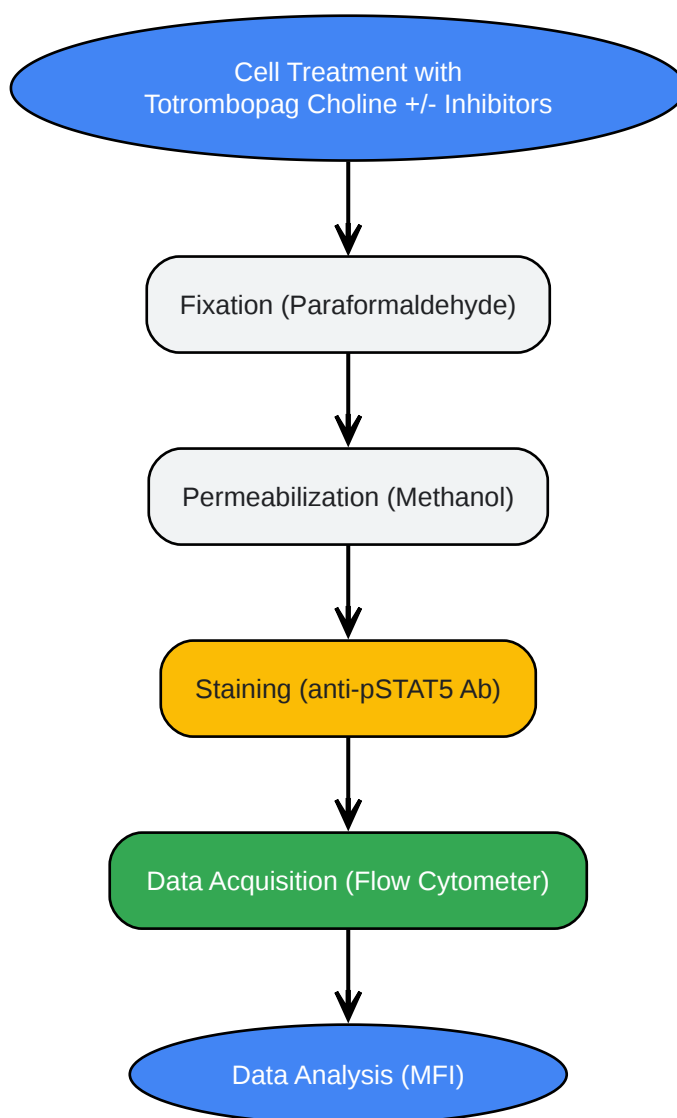 Cell Treatment with
Totrombopag Choline +/- Inhibitors
Fixation (Paraformaldehyde)
Permeabilization (Methanol)
Staining (anti-pSTAT5 Ab)
Data Acquisition (Flow Cytometer)
Data Analysis (MFI)